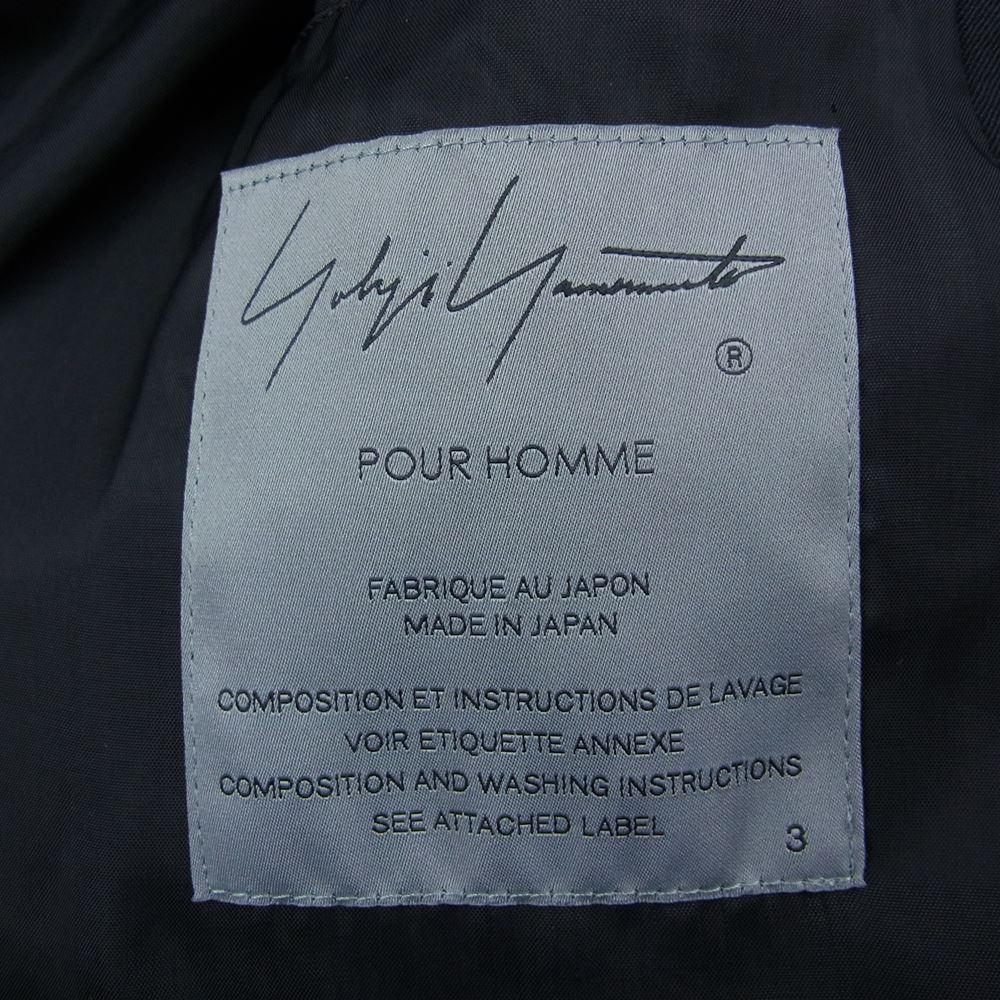 Yohji Yamamoto
®
POUR HOMME
FABRIQUE AU JAPON
MADE IN JAPAN
COMPOSITION ET INSTRUCTIONS DE LAVAGE
VOIR ETIQUETTE ANNEXE
COMPOSITION AND WASHING INSTRUCTIONS
SEE ATTACHED LABEL
3